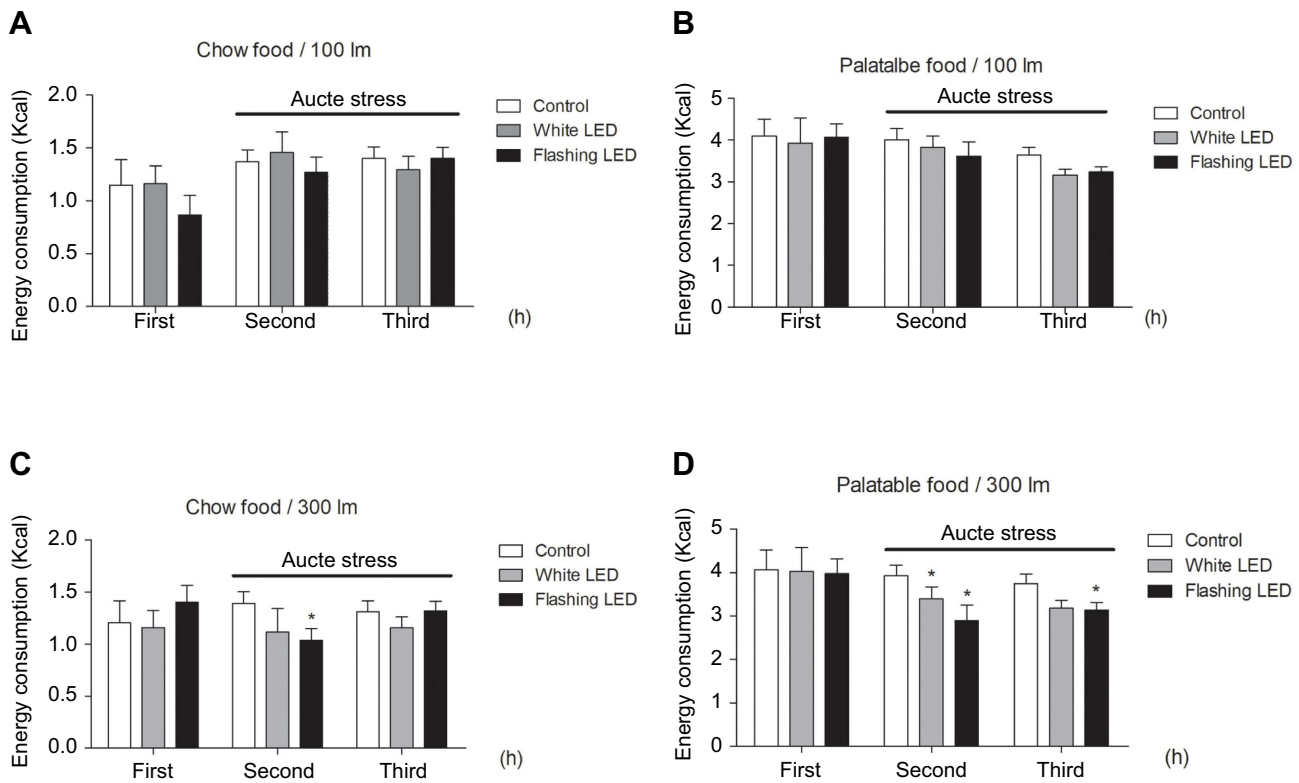 A
Chow food / 100 lm
Energy consumption (Kcal)
2.0
1.5
1.0
0.5
0.0
Aucte stress
Control
White LED
Flashing LED
First Second Third (h)
B
Palatalbe food / 100 lm
Energy consumption (Kcal)
5
4
3
2
1
0
Aucte stress
Control
White LED
Flashing LED
First Second Third (h)
C
Chow food / 300 lm
Energy consumption (Kcal)
2.0
1.5
1.0
0.5
0.0
Aucte stress
*
Control
White LED
Flashing LED
First Second Third (h)
D
Palatable food / 300 lm
Energy consumption (Kcal)
5
4
3
2
1
0
Aucte stress
* * *
Control
White LED
Flashing LED
First Second Third (h)